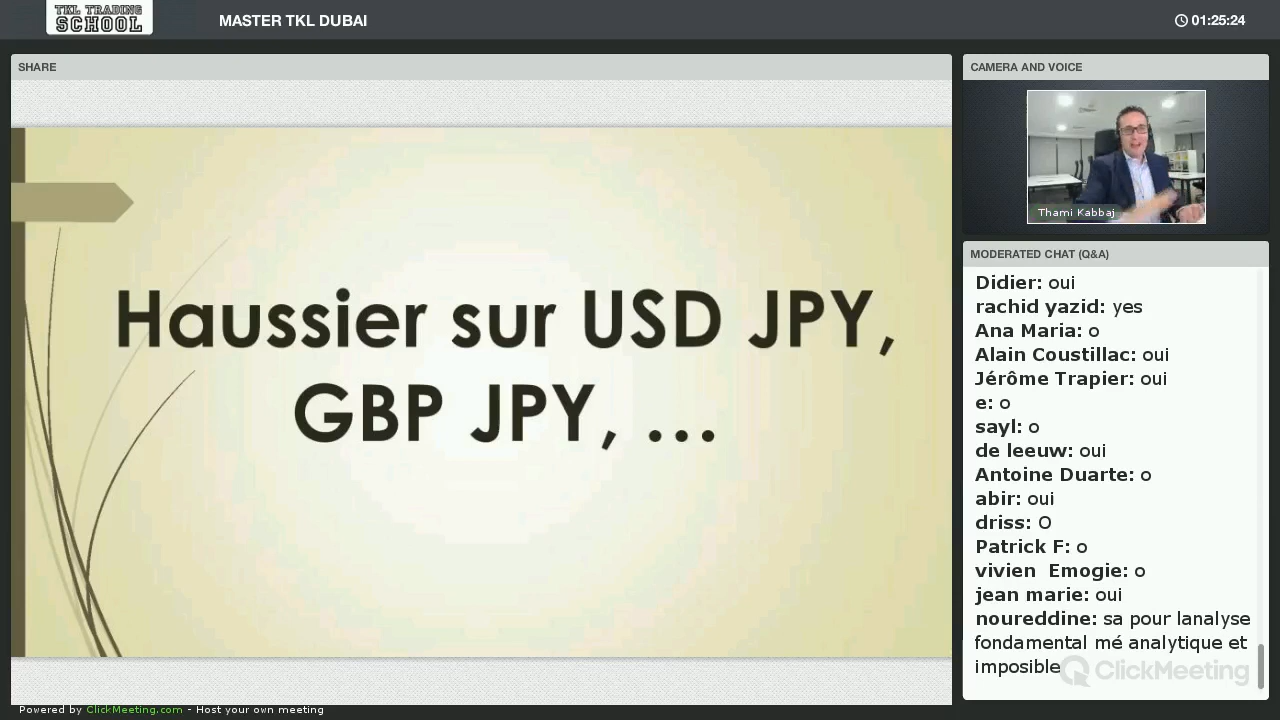 TKL TRADING
SCHOOL
MASTER TKL DUBAI
01:25:24
SHARE
Haussier sur USD JPY,
GBP JPY, ...
CAMERA AND VOICE
Thami Kabbaj
MODERATED CHAT (Q&A)
Didier: oui
rachid yazid: yes
Ana Maria: o
Alain Coustillac: oui
Jérôme Trapier: oui
e: o
sayl: o
de leeuw: oui
Antoine Duarte: o
abir: oui
driss: O
Patrick F: o
vivien Emogie: o
jean marie: oui
noureddine: sa pour lanalyse
fondamental mé analytique et
imposible
ClickMeeting
Powered by ClickMeeting.com - Host your own meeting